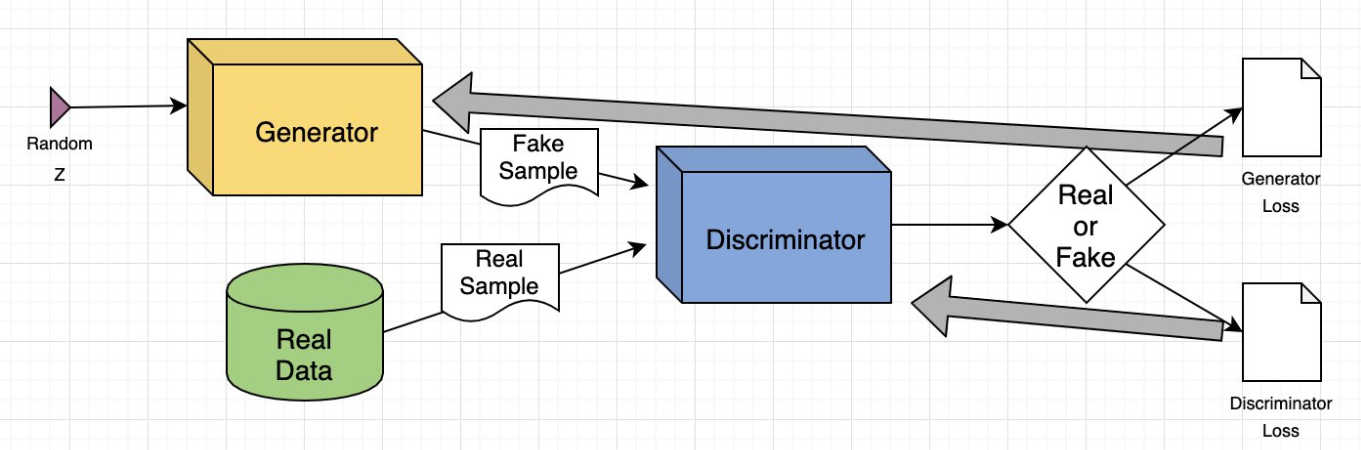 Random
z
Generator
Fake
Sample
Real
Sample
Real
Data
Discriminator
Real
or
Fake
Generator
Loss
Discriminator
Loss